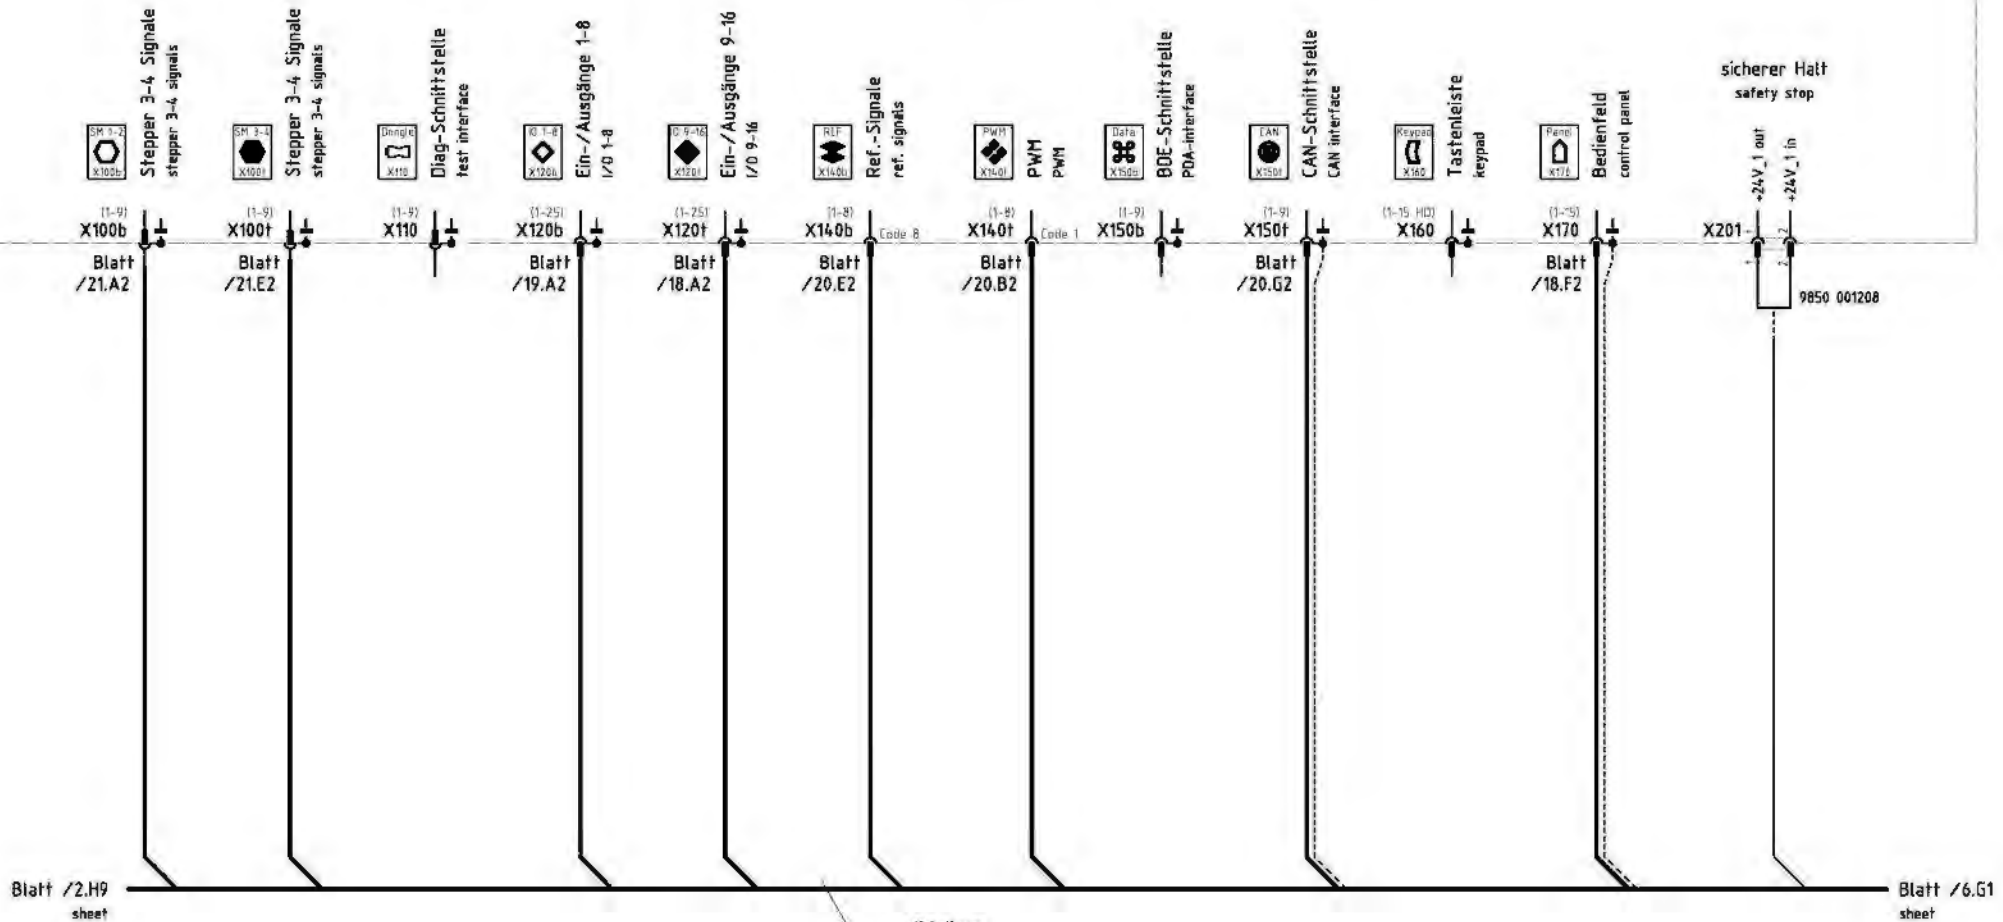 SM 1-2
X100b
Stepper 3-4 Signale
stepper 3-4 signals
SM 3-4
X100t
Stepper 3-4 Signale
stepper 3-4 signals
Dongle
X110
Diag-Schnittstelle
test interface
IO 1-8
X120b
Ein-/Ausgänge 1-8
I/O 1-8
IO 9-16
X120t
Ein-/Ausgänge 9-16
I/O 9-16
REF
X140b
Ref.-Signale
ref. signals
PWM
X140t
PWM
PWM
Data
X150b
BDE-Schnittstelle
PDA-interface
CAN
X150t
CAN-Schnittstelle
CAN interface
Keypad
X160
Tastenleiste
keypad
Panel
X170
Bedienfeld
control panel
sicherer Halt
safety stop
+24V_1 out
+24V_1 in
(1-9)
X100b
Blatt
/21.A2
(1-9)
X100t
Blatt
/21.E2
(1-9)
X110
(1-25)
X120b
Blatt
/19.A2
(1-25)
X120t
Blatt
/18.A2
(1-8)
X140b
Code 8
Blatt
/20.E2
(1-8)
X140t
Code 1
Blatt
/20.B2
(1-9)
X150b
(1-9)
X150t
Blatt
/20.G2
(1-15 HD)
X160
(1-15)
X170
Blatt
/18.F2
X201
1
2
1
2
9850 001208
Blatt /2.H9
sheet
Blatt /6.G1
sheet